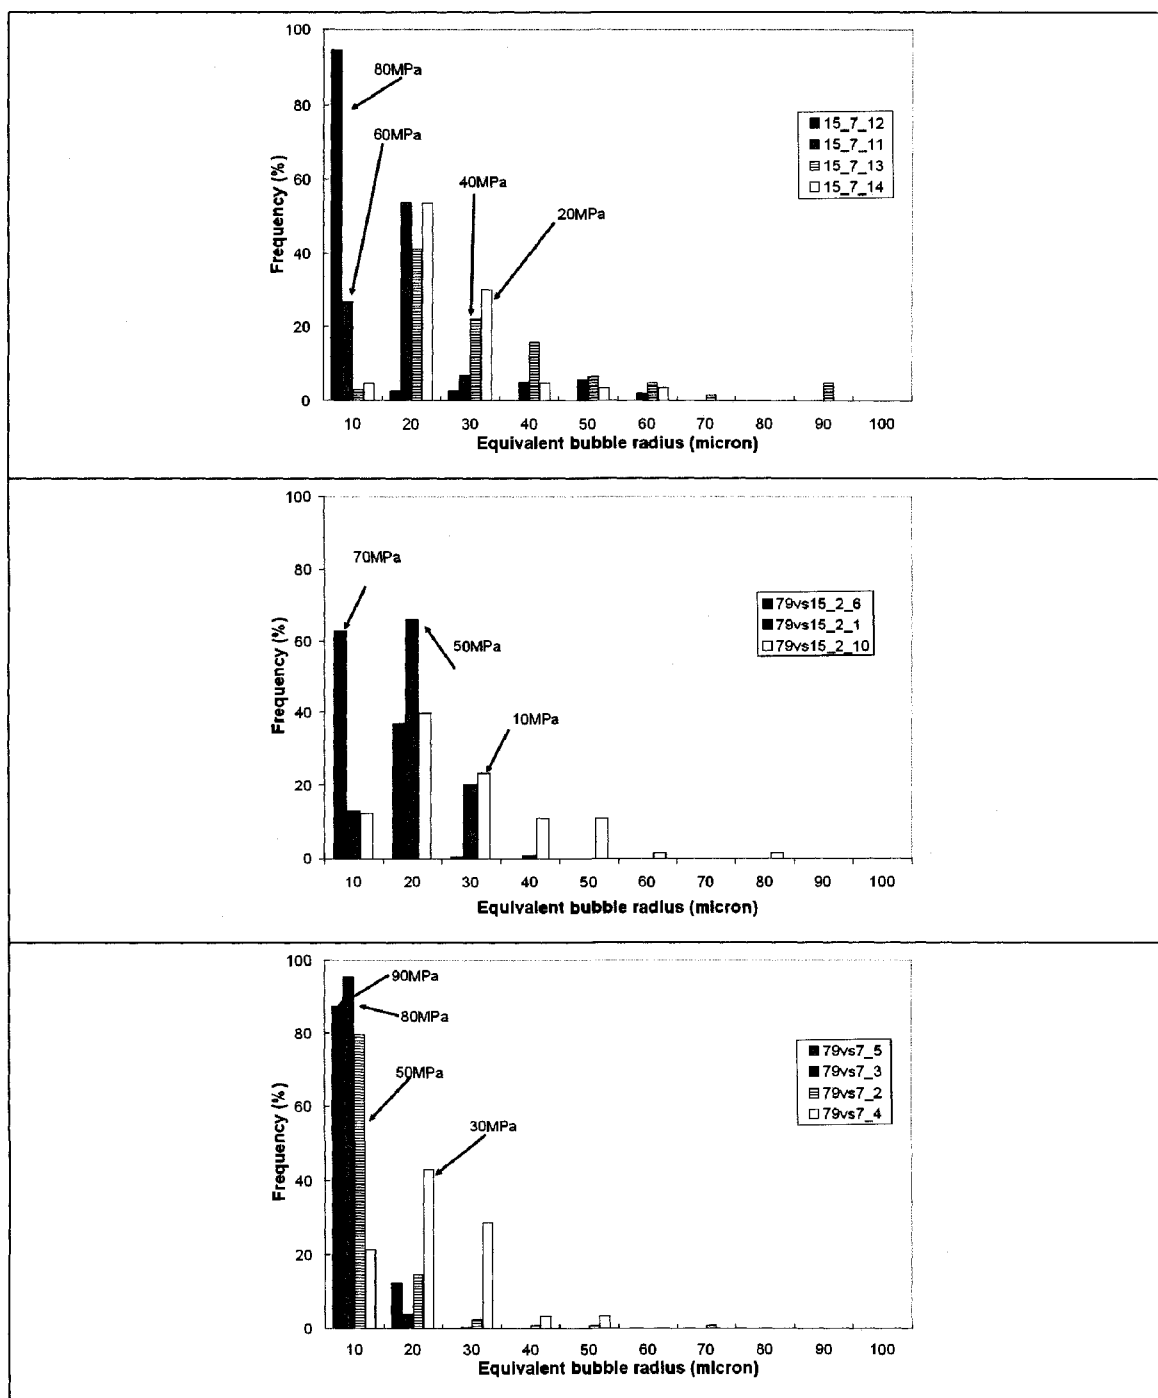 100
80
60
40
20
0
Frequency (%)
80MPa
60MPa
40MPa
20MPa
15_7_12
15_7_11
15_7_13
15_7_14
10 20 30 40 50 60 70 80 90 100
Equivalent bubble radius (micron)
100
80
60
40
20
0
Frequency (%)
70MPa
50MPa
10MPa
79vs15_2_6
79vs15_2_1
79vs15_2_10
10 20 30 40 50 60 70 80 90 100
Equivalent bubble radius (micron)
100
80
60
40
20
0
Frequency (%)
90MPa
80MPa
50MPa
30MPa
79vs7_5
79vs7_3
79vs7_2
79vs7_4
10 20 30 40 50 60 70 80 90 100
Equivalent bubble radius (micron)